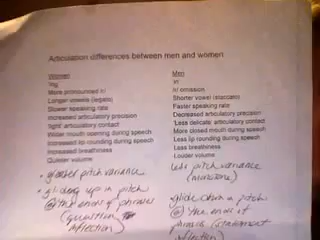 Articulation differences between men and women
Women Men
'ing' 'in'
More pronounced /r/ /r/ omission
Longer vowels (legato) Shorter vowel (staccato)
Slower speaking rate Faster speaking rate
Increased articulatory precision Decreased articulatory precision
'light' articulatory contact Less delicate articulatory contact
Wider mouth opening during speech More closed mouth during speech
Increased lip rounding during speech Less lip rounding during speech
Increased breathiness Less breathiness
Quieter volume Louder volume
• greater pitch variance less pitch variance
(monotone)
• gliding up in pitch glide down in pitch
@ the ends of phrases @ the ends of
(question phrases (statement
inflection) inflection)